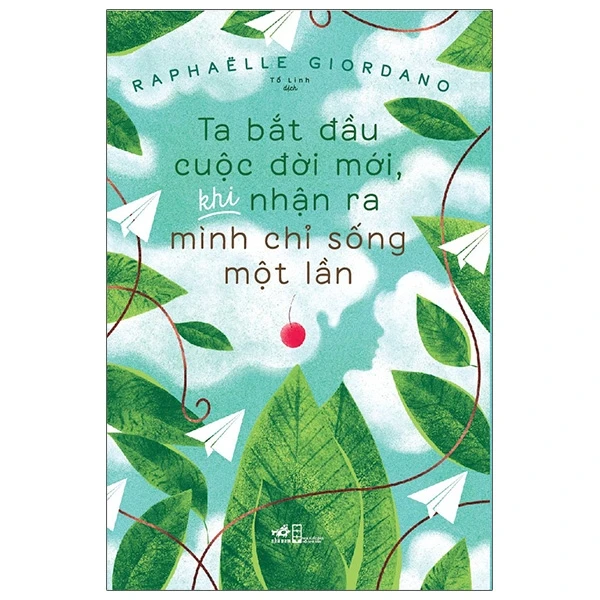 RAPHAËLLE GIORDANO
Tố Linh
dịch
Ta bắt đầu
cuộc đời mới,
khi nhận ra
mình chỉ sống
một lần